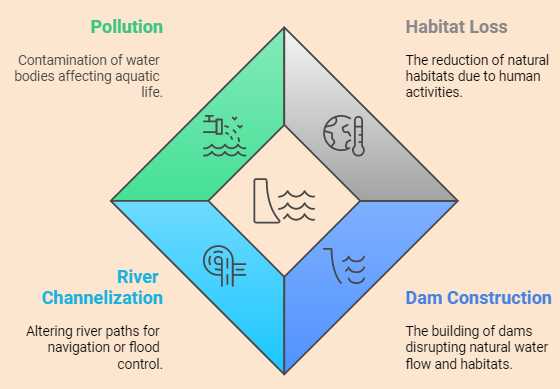 Pollution
Contamination of water
bodies affecting aquatic
life.
Habitat Loss
The reduction of natural
habitats due to human
activities.
River
Channelization
Altering river paths for
navigation or flood
control.
Dam Construction
The building of dams
disrupting natural water
flow and habitats.